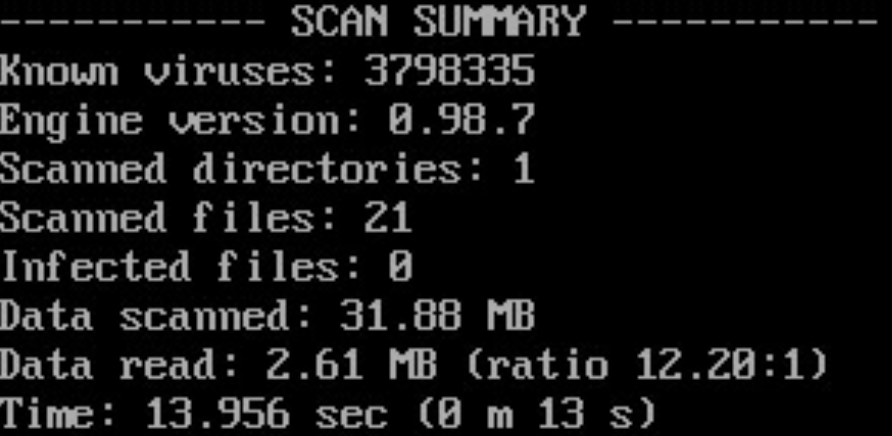 ----------- SCAN SUMMARY -----------
Known viruses: 3798335
Engine version: 0.98.7
Scanned directories: 1
Scanned files: 21
Infected files: 0
Data scanned: 31.88 MB
Data read: 2.61 MB (ratio 12.20:1)
Time: 13.956 sec (0 m 13 s)